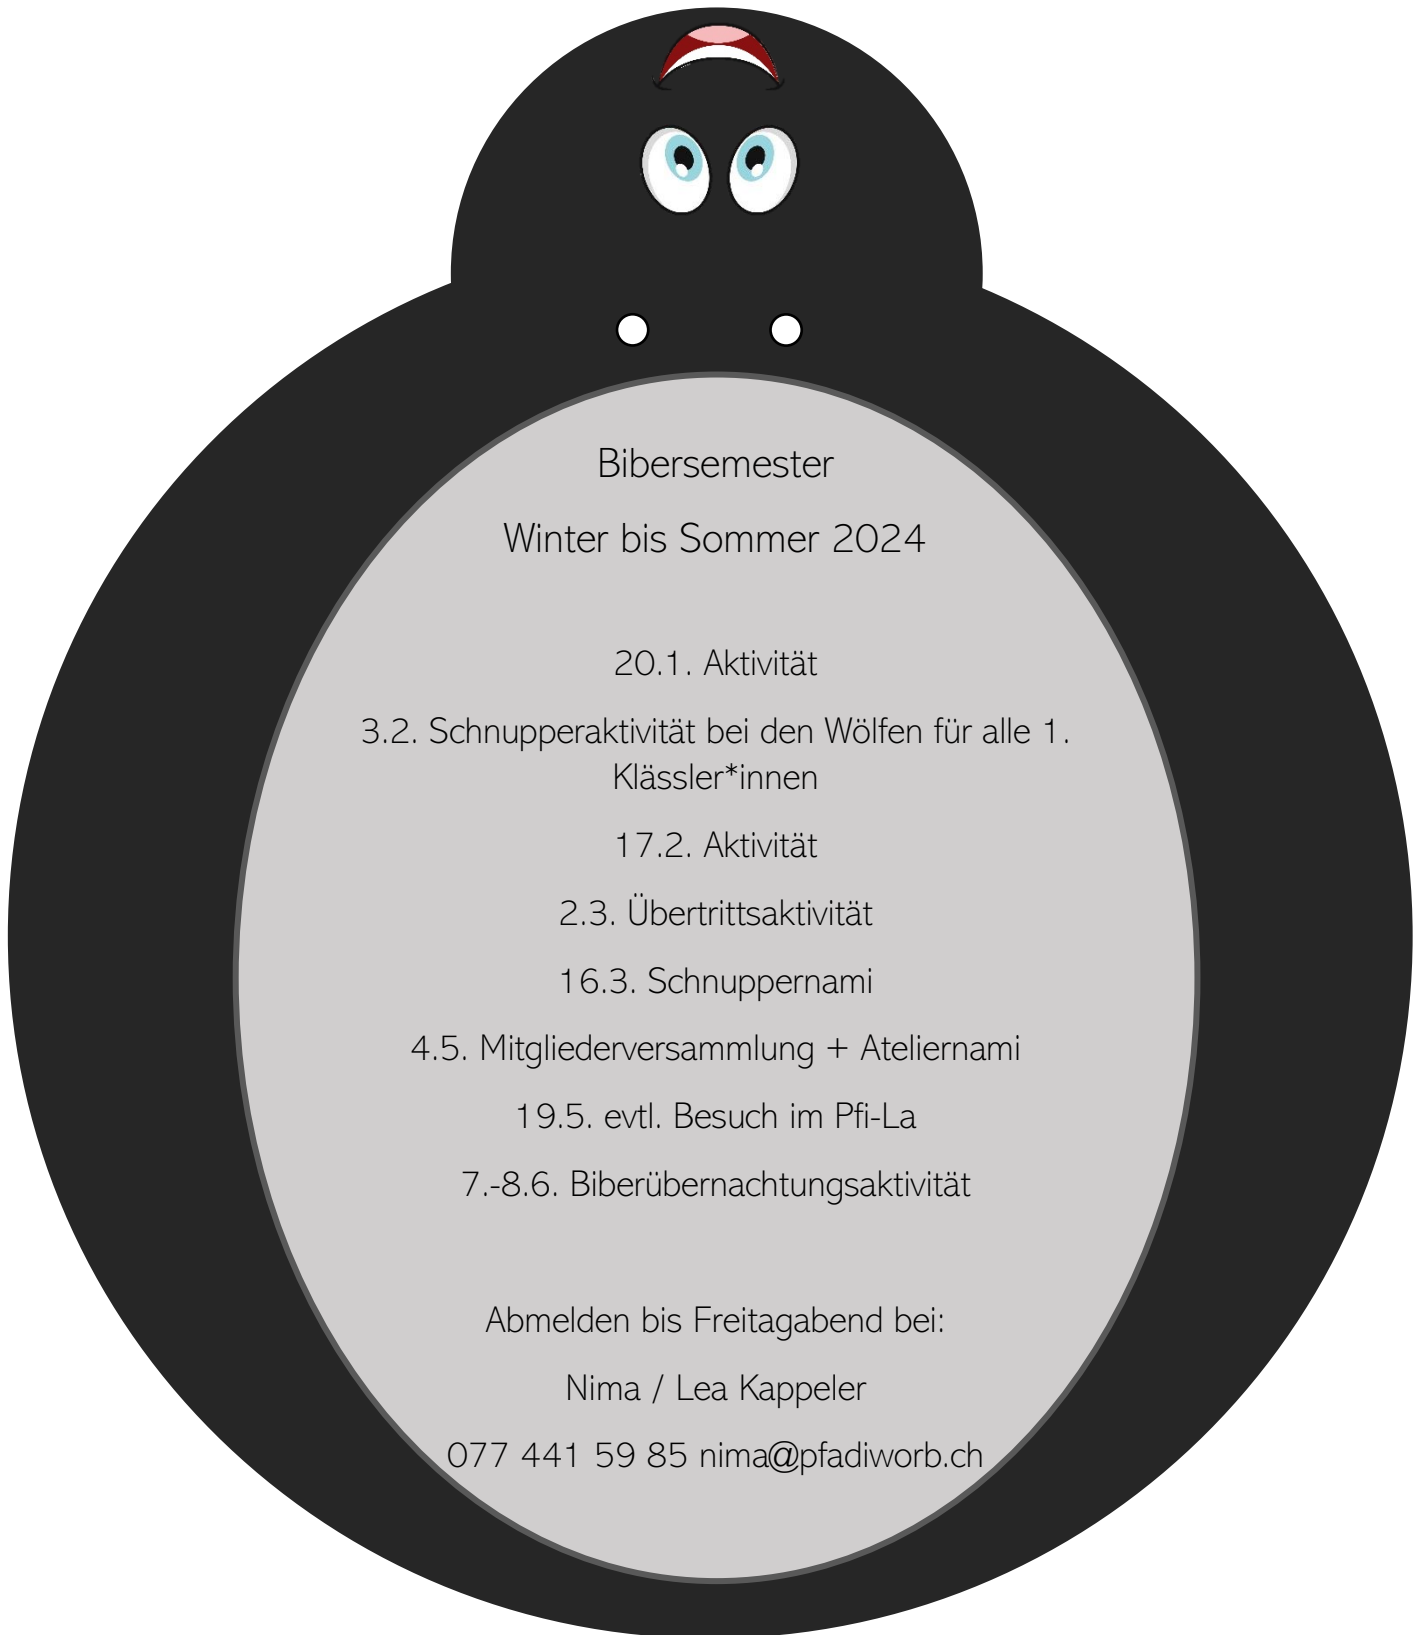 Bibersemester
Winter bis Sommer 2024
20.1. Aktivität
3.2. Schnupperaktivität bei den Wölfen für alle 1.
Klässler*innen
17.2. Aktivität
2.3. Übertrittsaktivität
16.3. Schnuppernami
4.5. Mitgliederversammlung + Ateliernami
19.5. evtl. Besuch im Pfi-La
7.-8.6. Biberübernachtungsaktivität
Abmelden bis Freitagabend bei:
Nima / Lea Kappeler
077 441 59 85 nima@pfadiworb.ch